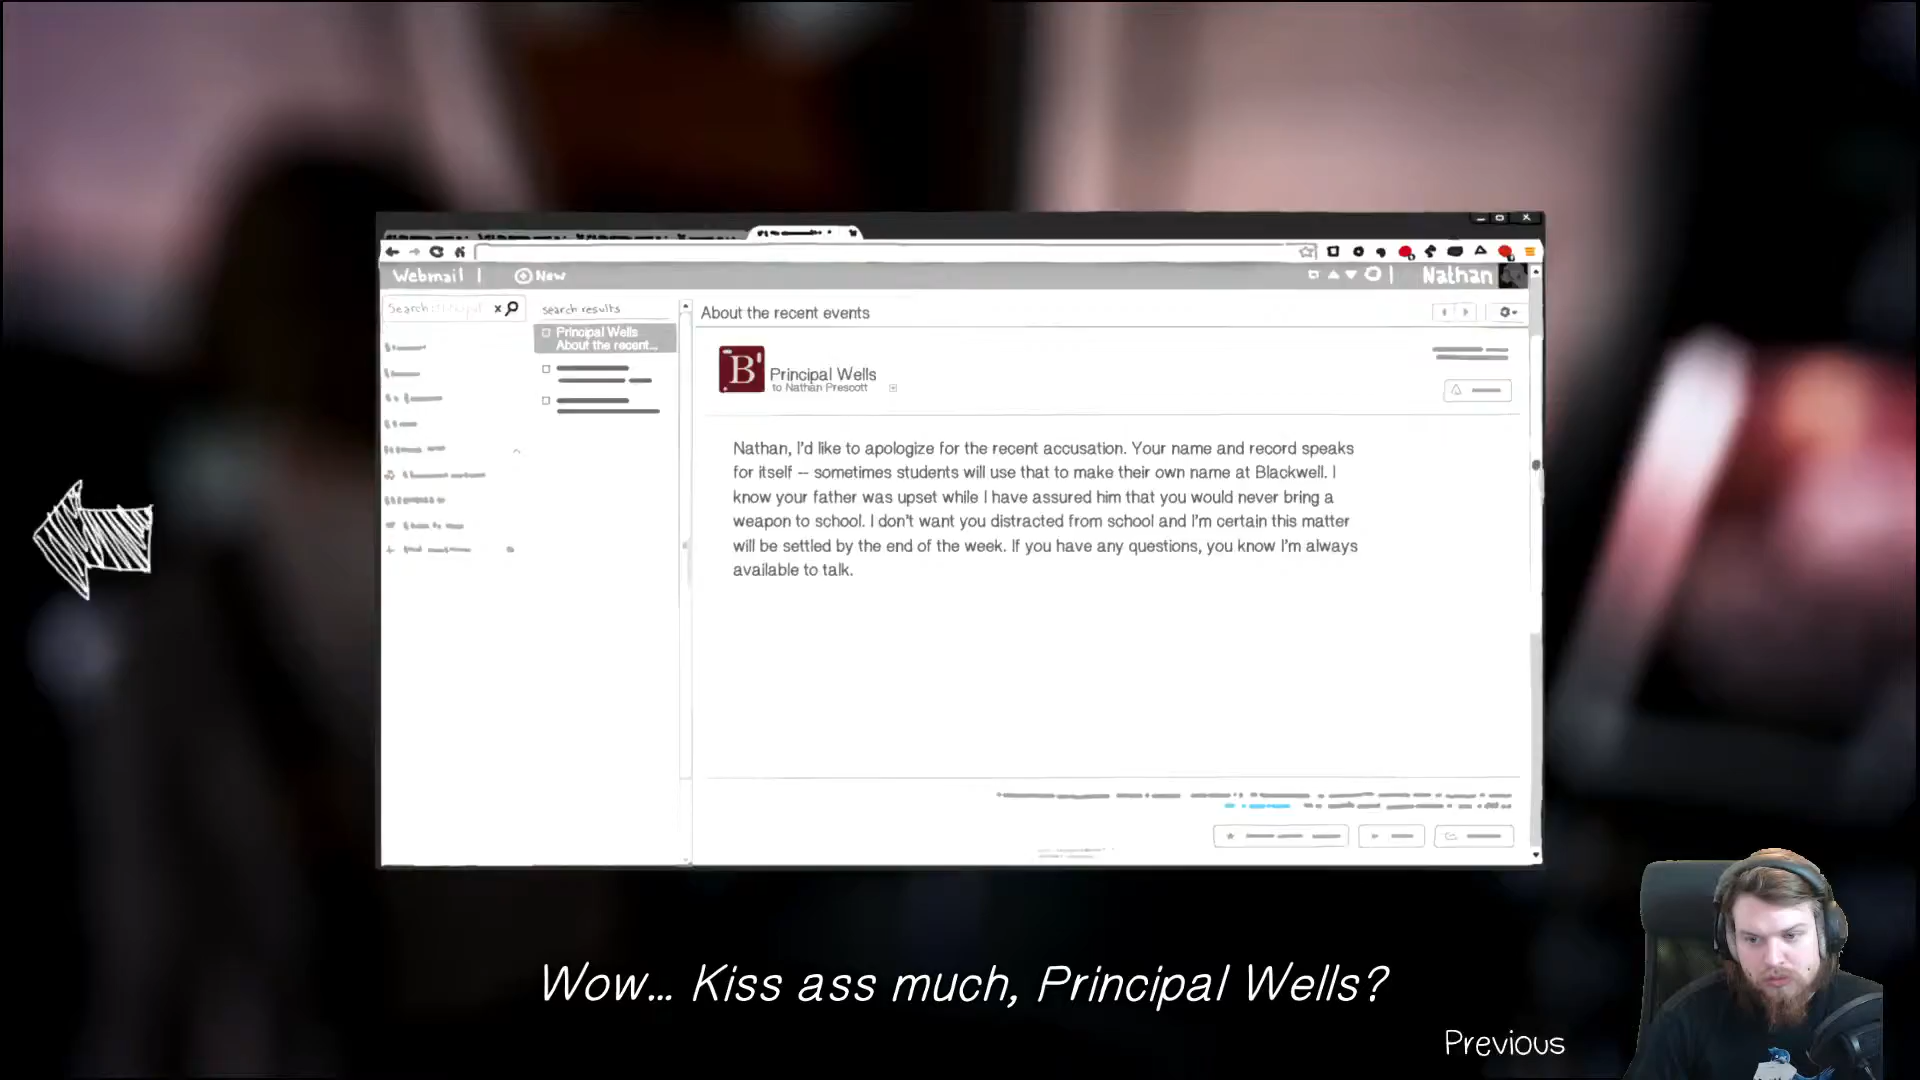 Webmail
New
Nathan
Search
search results
Principal Wells
About the recent...
About the recent events
B
Principal Wells
to Nathan Prescott
Nathan, I'd like to apologize for the recent accusation. Your name and record speaks
for itself -- sometimes students will use that to make their own name at Blackwell. I
know your father was upset while I have assured him that you would never bring a
weapon to school. I don't want you distracted from school and I'm certain this matter
will be settled by the end of the week. If you have any questions, you know I'm always
available to talk.
Wow... Kiss ass much, Principal Wells?
Previous